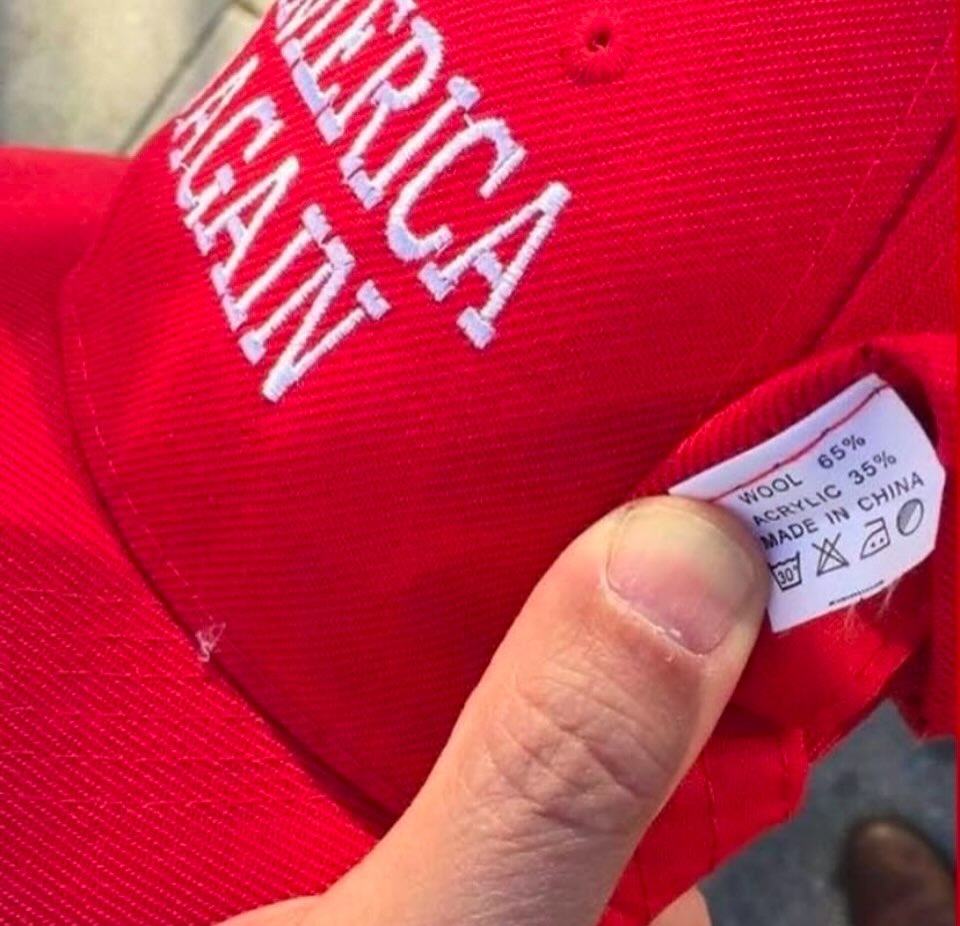 AMERICA
AGAIN
WOOL 65%
ACRYLIC 35%
MADE IN CHINA
30°